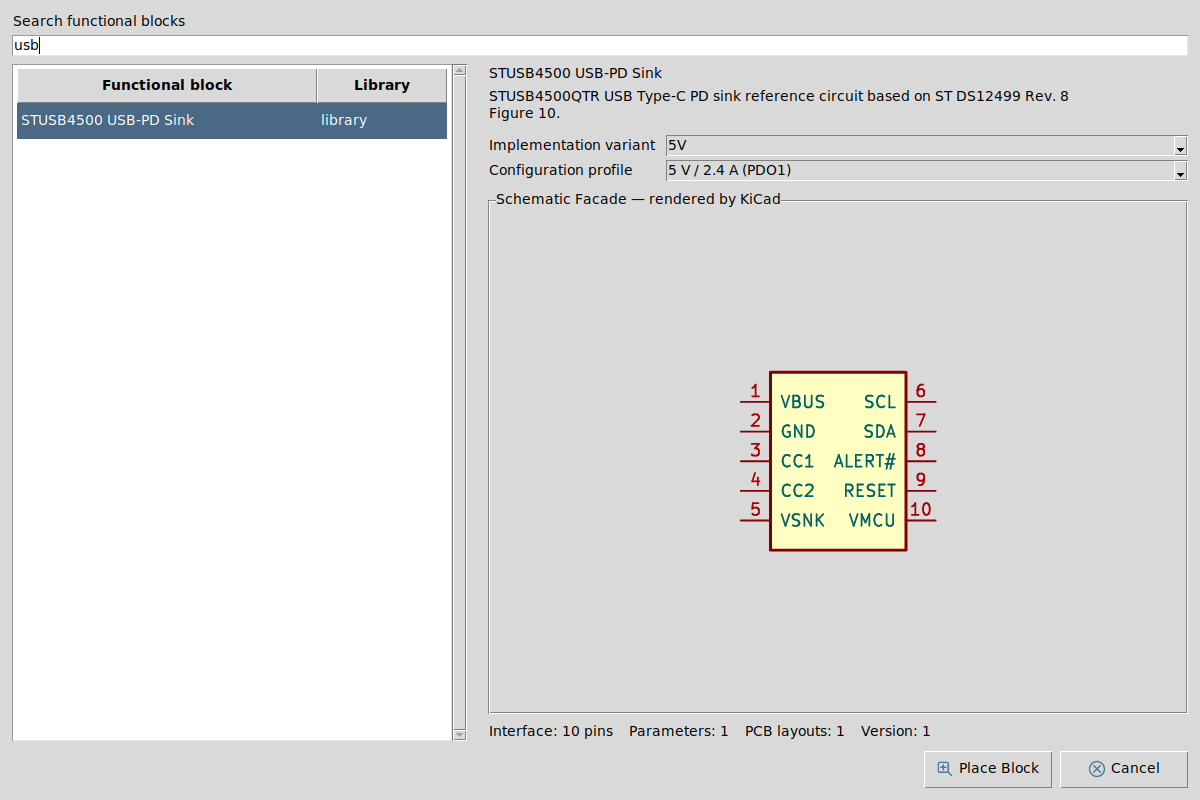 Search functional blocks
usb
Functional block Library
STUSB4500 USB-PD Sink library
STUSB4500 USB-PD Sink
STUSB4500QTR USB Type-C PD sink reference circuit based on ST DS12499 Rev. 8
Figure 10.
Implementation variant 5V
Configuration profile 5 V / 2.4 A (PDO1)
Schematic Facade — rendered by KiCad
1 VBUS SCL 6
2 GND SDA 7
3 CC1 ALERT# 8
4 CC2 RESET 9
5 VSNK VMCU 10
Interface: 10 pins Parameters: 1 PCB layouts: 1 Version: 1
Place Block Cancel